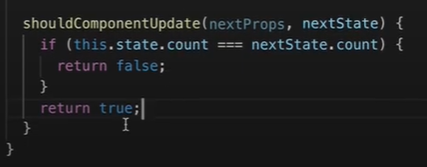 shouldComponentUpdate(nextProps, nextState) {
if (this.state.count === nextState.count) {
return false;
}
return true;
}
}